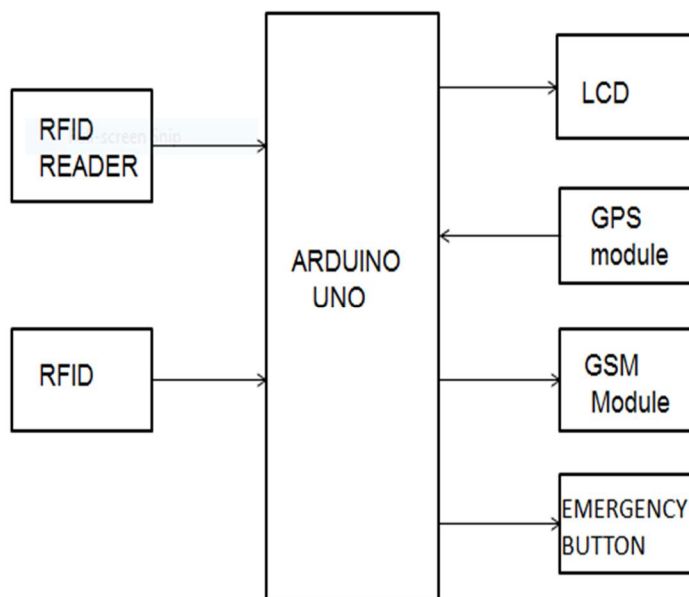 RFID
READER
RFID
ARDUINO
UNO
LCD
GPS
module
GSM
Module
EMERGENCY
BUTTON